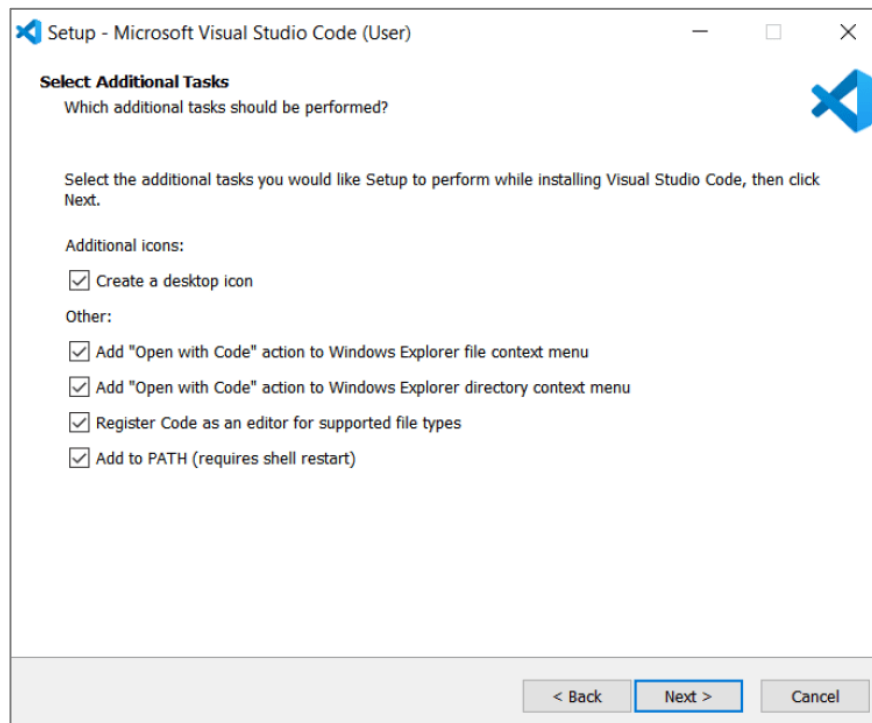 Setup - Microsoft Visual Studio Code (User)
Select Additional Tasks
Which additional tasks should be performed?
Select the additional tasks you would like Setup to perform while installing Visual Studio Code, then click
Next.
Additional icons:
Create a desktop icon
Other:
Add "Open with Code" action to Windows Explorer file context menu
Add "Open with Code" action to Windows Explorer directory context menu
Register Code as an editor for supported file types
Add to PATH (requires shell restart)
< Back Next > Cancel